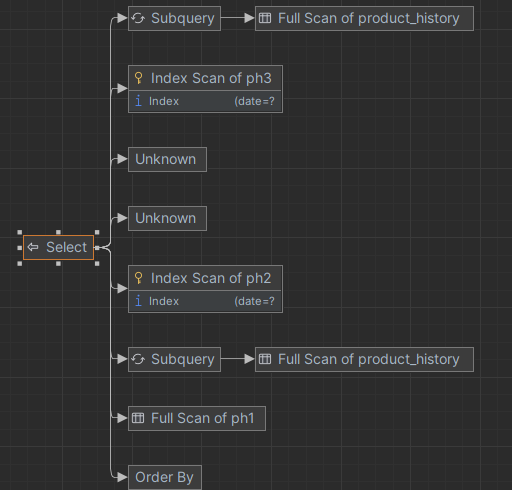 Subquery
Full Scan of product_history
Index Scan of ph3
Index (date=?
Unknown
Unknown
Select
Index Scan of ph2
Index (date=?
Subquery
Full Scan of product_history
Full Scan of ph1
Order By